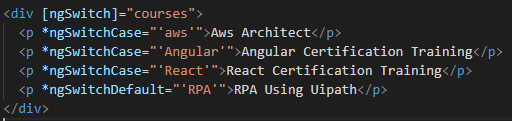 <div [ngSwitch]="courses">
<p *ngSwitchCase="'aws'">Aws Architect</p>
<p *ngSwitchCase="'Angular'">Angular Certification Training</p>
<p *ngSwitchCase="'React'">React Certification Training</p>
<p *ngSwitchDefault="'RPA'">RPA Using Uipath</p>
</div>